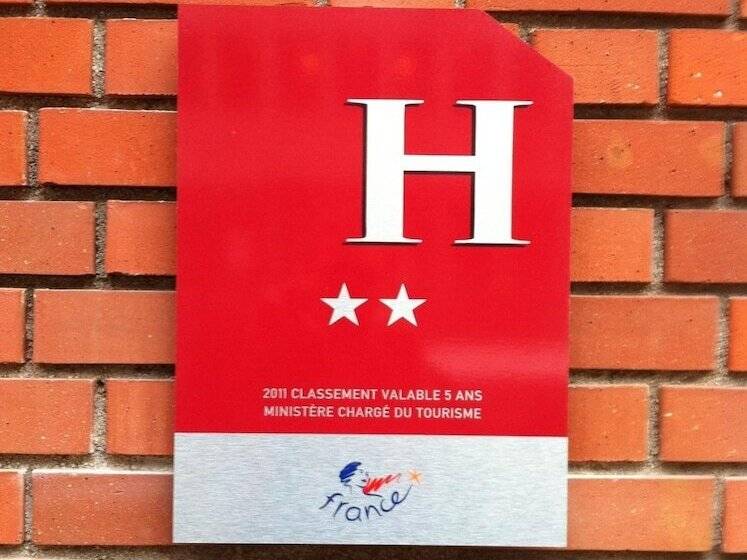 H
2011 CLASSEMENT VALABLE 5 ANS
MINISTÈRE CHARGÉ DU TOURISME
france